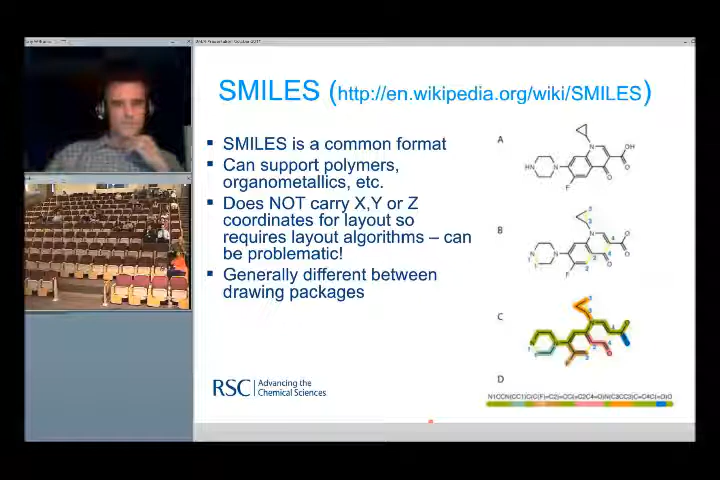 SMILES (http://en.wikipedia.org/wiki/SMILES)
SMILES is a common format
Can support polymers,
organometallics, etc.
Does NOT carry X,Y or Z
coordinates for layout so
requires layout algorithms – can
be problematic!
Generally different between
drawing packages
RSC Advancing the
Chemical Sciences
A
HN
N
N
OH
O
O
F
B
C
D